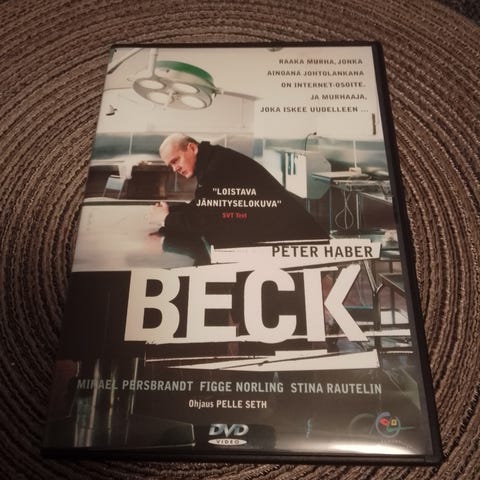 RAAKA MURHA, JONKA
AINOANA JOHTOLANKANA
ON INTERNET-OSOITE.
JA MURHAAJA,
JOKA ISKEE UUDELLEEN ...
"LOISTAVA
JÄNNITYSELOKUVA"
SVT Text
PETER HABER
BECK
MIKAEL PERSBRANDT FIGGE NORLING STINA RAUTELIN
Ohjaus PELLE SETH
DVD
VIDEO